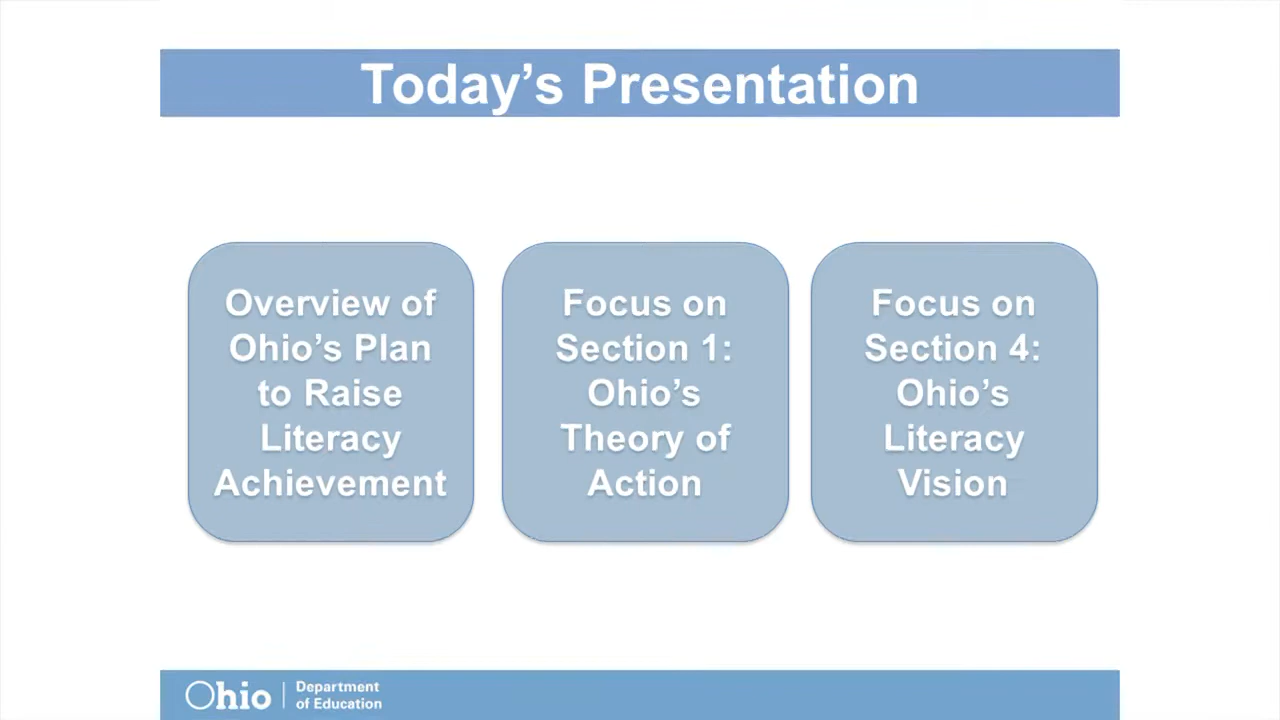 Today’s Presentation
Overview of
Ohio’s Plan
to Raise
Literacy
Achievement
Focus on
Section 1:
Ohio’s
Theory of
Action
Focus on
Section 4:
Ohio’s
Literacy
Vision
Ohio
Department
of Education